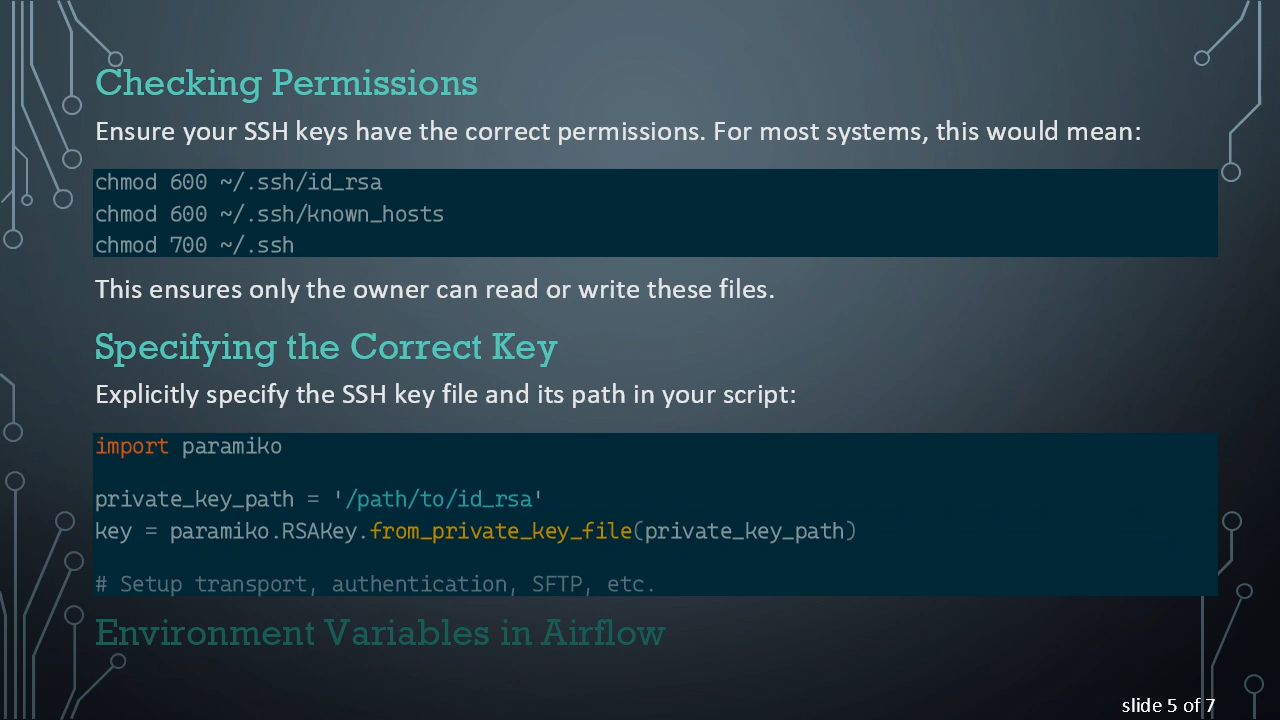 Checking Permissions
Ensure your SSH keys have the correct permissions. For most systems, this would mean:
chmod 600 ~/.ssh/id_rsa
chmod 600 ~/.ssh/known_hosts
chmod 700 ~/.ssh
This ensures only the owner can read or write these files.
Specifying the Correct Key
Explicitly specify the SSH key file and its path in your script:
import paramiko
private_key_path = '/path/to/id_rsa'
key = paramiko.RSAKey.from_private_key_file(private_key_path)
# Setup transport, authentication, SFTP, etc.
Environment Variables in Airflow
slide 5 of 7